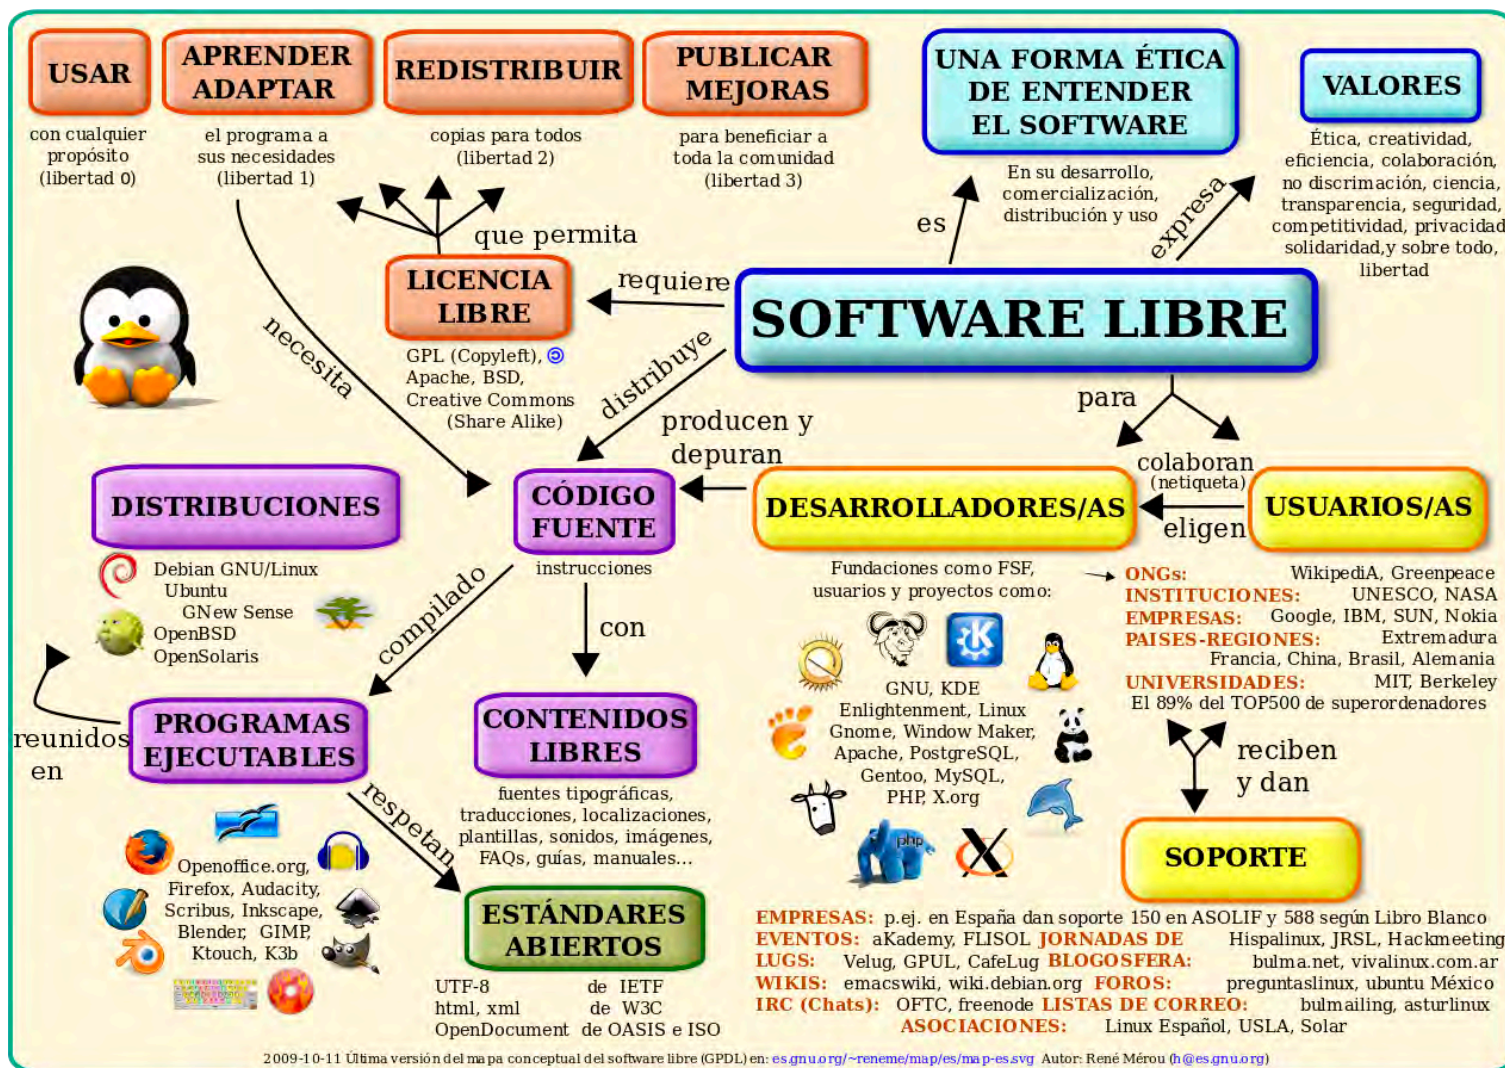 USAR
con cualquier
propósito
(libertad 0)
APRENDER
ADAPTAR
el programa a
sus necesidades
(libertad 1)
REDISTRIBUIR
copias para todos
(libertad 2)
PUBLICAR
MEJORAS
para beneficiar a
toda la comunidad
(libertad 3)
UNA FORMA ÉTICA
DE ENTENDER
EL SOFTWARE
En su desarrollo,
comercialización,
distribución y uso
VALORES
Ética, creatividad,
eficiencia, colaboración,
no discrimación, ciencia,
transparencia, seguridad,
competitividad, privacidad
solidaridad,y sobre todo,
libertad
es
expresa
que permita
LICENCIA
LIBRE
requiere
SOFTWARE LIBRE
GPL (Copyleft),
Apache, BSD,
Creative Commons
(Share Alike)
necesita
distribuye
para
producen y
depuran
DISTRIBUCIONES
CÓDIGO
FUENTE
DESARROLLADORES/AS
colaboran
(netiqueta)
eligen
USUARIOS/AS
Debian GNU/Linux
Ubuntu
GNew Sense
OpenBSD
OpenSolaris
instrucciones
compilado
con
Fundaciones como FSF,
usuarios y proyectos como:
GNU, KDE
Enlightenment, Linux
Gnome, Window Maker,
Apache, PostgreSQL,
Gentoo, MySQL,
PHP, X.org
php
ONGs: WikipediA, Greenpeace
INSTITUCIONES: UNESCO, NASA
EMPRESAS: Google, IBM, SUN, Nokia
PAISES-REGIONES: Extremadura
Francia, China, Brasil, Alemania
UNIVERSIDADES: MIT, Berkeley
El 89% del TOP500 de superordenadores
reunidos
en
PROGRAMAS
EJECUTABLES
CONTENIDOS
LIBRES
fuentes tipográficas,
traducciones, localizaciones,
plantillas, sonidos, imágenes,
FAQs, guías, manuales...
respetan
reciben
y dan
SOPORTE
Openoffice.org,
Firefox, Audacity,
Scribus, Inkscape,
Blender, GIMP,
Ktouch, K3b
ESTÁNDARES
ABIERTOS
UTF-8 de IETF
html, xml de W3C
OpenDocument de OASIS e ISO
EMPRESAS: p.ej. en España dan soporte 150 en ASOLIF y 588 según Libro Blanco
EVENTOS: aKademy, FLISOL JORNADAS DE Hispalinux, JRSL, Hackmeeting
LUGS: Velug, GPUL, CafeLug BLOGOSFERA: bulma.net, vivalinux.com.ar
WIKIS: emacswiki, wiki.debian.org FOROS: preguntaslinux, ubuntu México
IRC (Chats): OFTC, freenode LISTAS DE CORREO: bulmailing, asturlinux
ASOCIACIONES: Linux Español, USLA, Solar
2009-10-11 Última versión del mapa conceptual del software libre (GPDL) en: es.gnu.org/~reneme/map/es/map-es.svg Autor: René Mérou (h@es.gnu.org)